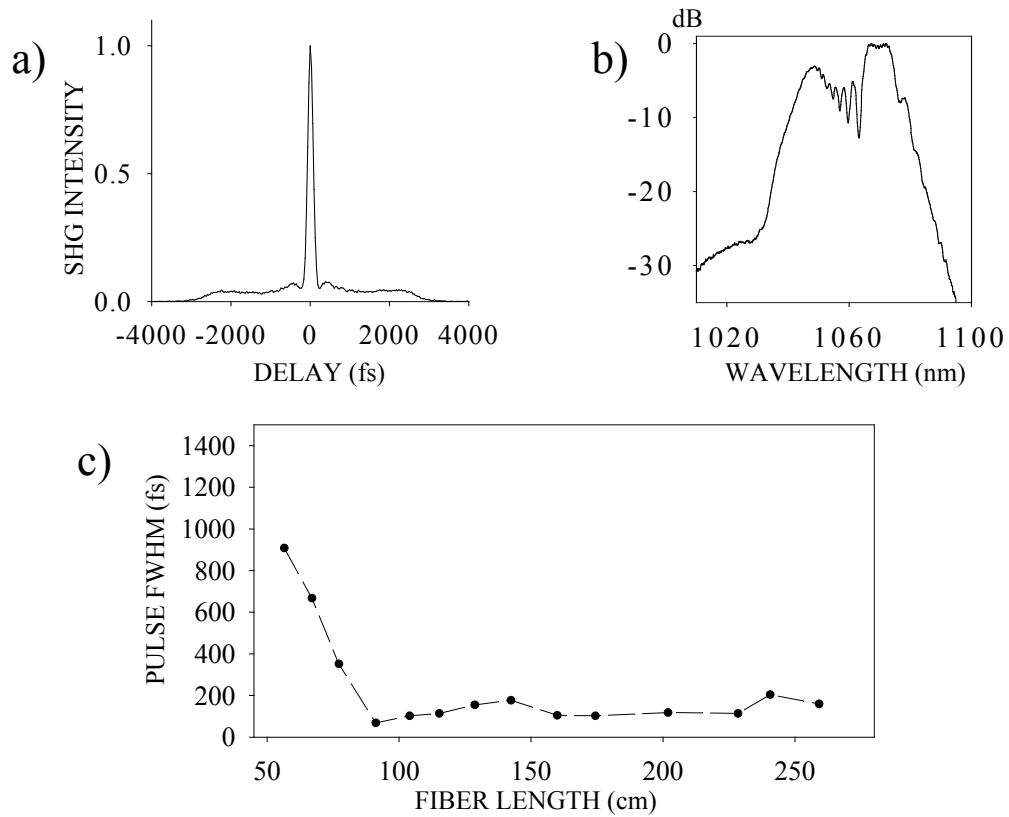 a)
SHG INTENSITY
1.0
0.5
0.0
-4000 -2000 0 2000 4000
DELAY (fs)
b)
dB
0
-10
-20
-30
1020 1060 1100
WAVELENGTH (nm)
c)
PULSE FWHM (fs)
1400
1200
1000
800
600
400
200
0
50 100 150 200 250
FIBER LENGTH (cm)